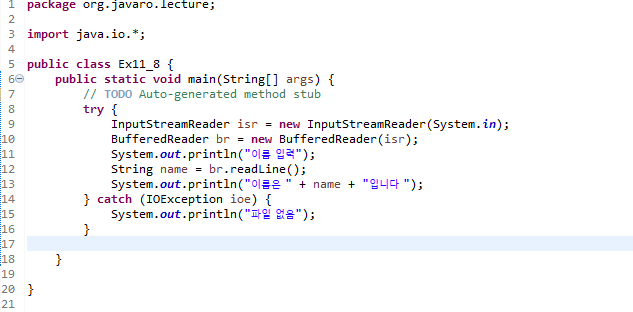 1 package org.javaro.lecture;
2
3 import java.io.*;
4
5 public class Ex11_8 {
6 public static void main(String[] args) {
7 // TODO Auto-generated method stub
8 try {
9 InputStreamReader isr = new InputStreamReader(System.in);
10 BufferedReader br = new BufferedReader(isr);
11 System.out.println("이름 입력");
12 String name = br.readLine();
13 System.out.println("이름은 " + name + "입니다 ");
14 } catch (IOException ioe) {
15 System.out.println("파일 없음");
16 }
17
18 }
19
20 }
21